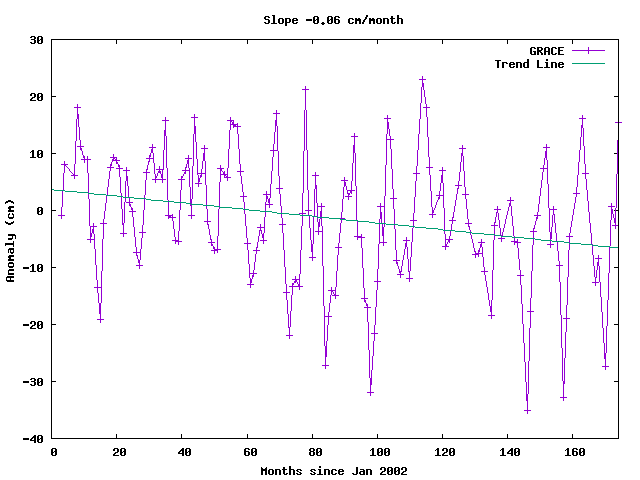 Slope -0.06 cm/month
GRACE
Trend Line
30
20
10
0
-10
-20
-30
-40
Anomaly (cm)
0 20 40 60 80 100 120 140 160
Months since Jan 2002